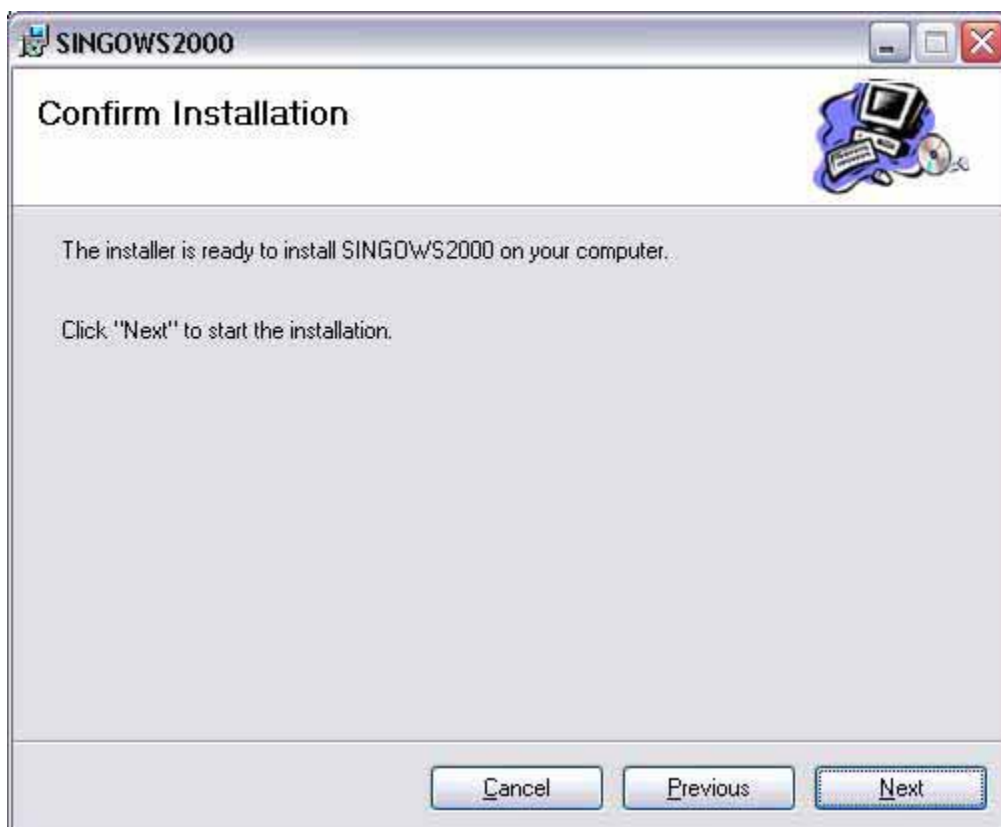 SINGOWS2000
Confirm Installation
The installer is ready to install SINGOWS2000 on your computer.
Click "Next" to start the installation.
Cancel Previous Next